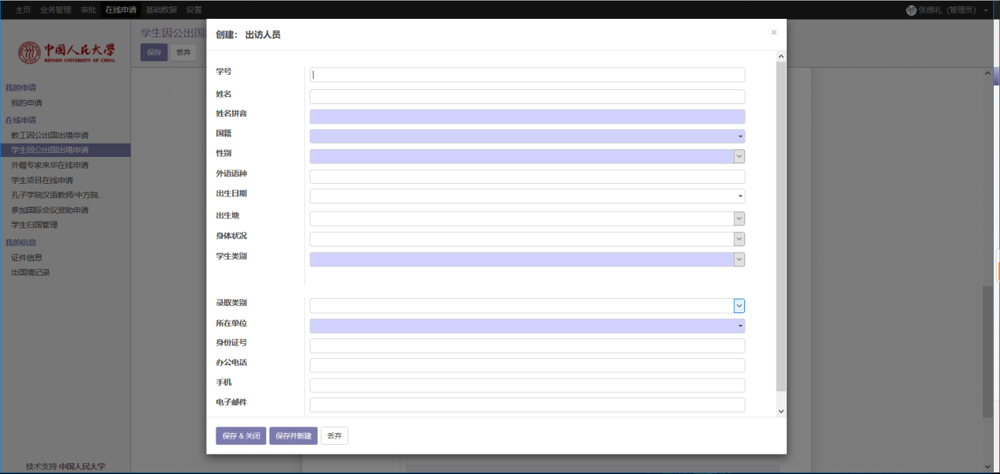 主页 业务管理 审批 在线申请 基础数据 设置
张德礼（管理员）
中国人民大学
RENMIN UNIVERSITY OF CHINA
学生因公出国
保存 丢弃
我的申请
我的申请
在线申请
教工因公出国出境申请
学生因公出国出境申请
外籍专家来华在线申请
学生项目在线申请
孔子学院汉语教师/中方院...
参加国际会议资助申请
学生归国管理
我的信息
证件信息
出国境记录
技术支持 中国人民大学
创建： 出访人员
×
学号
姓名
姓名拼音
国籍
性别
外语语种
出生日期
出生地
身体状况
学生类别
录取类别
所在单位
身份证号
办公电话
手机
电子邮件
保存 & 关闭 保存并新建 丢弃